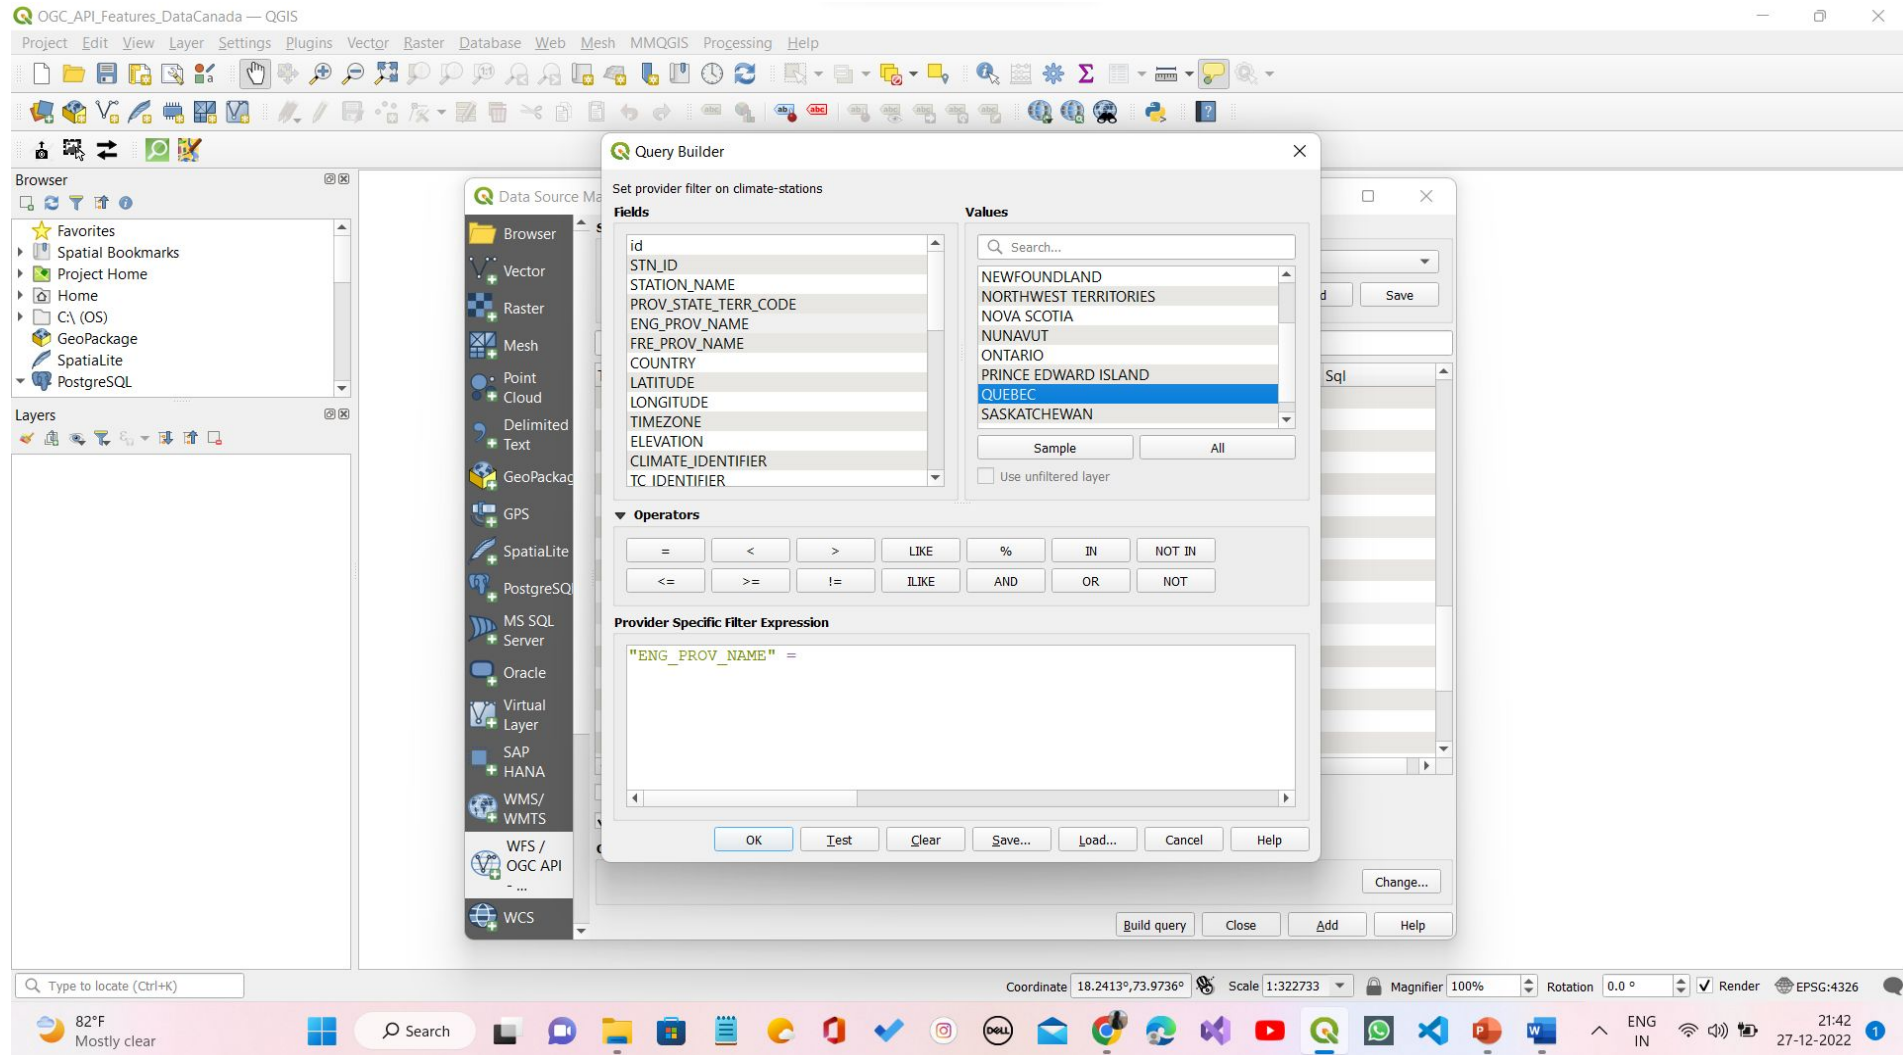 OGC_API_Features_DataCanada — QGIS
Project Edit View Layer Settings Plugins Vector Raster Database Web Mesh MMQGIS Processing Help
Browser
Favorites
Spatial Bookmarks
Project Home
Home
C:\ (OS)
GeoPackage
SpatiaLite
PostgreSQL
Layers
Data Source Ma
Browser
Vector
Raster
Mesh
Point
Cloud
Delimited
Text
GeoPackag
GPS
SpatiaLite
PostgreSQ
MS SQL
Server
Oracle
Virtual
Layer
SAP
HANA
WMS/
WMTS
WFS /
OGC API
- ...
WCS
Query Builder
Set provider filter on climate-stations
Fields
id
STN_ID
STATION_NAME
PROV_STATE_TERR_CODE
ENG_PROV_NAME
FRE_PROV_NAME
COUNTRY
LATITUDE
LONGITUDE
TIMEZONE
ELEVATION
CLIMATE_IDENTIFIER
TC_IDENTIFIER
Values
Search...
NEWFOUNDLAND
NORTHWEST TERRITORIES
NOVA SCOTIA
NUNAVUT
ONTARIO
PRINCE EDWARD ISLAND
QUEBEC
SASKATCHEWAN
Sample All
Use unfiltered layer
Operators
= < > LIKE % IN NOT IN
<= >= != ILIKE AND OR NOT
Provider Specific Filter Expression
"ENG_PROV_NAME" =
OK Test Clear Save... Load... Cancel Help
d Save
Sql
Change...
Build query Close Add Help
Type to locate (Ctrl+K)
Coordinate 18.2413°,73.9736° Scale 1:322733 Magnifier 100% Rotation 0.0 ° Render EPSG:4326
82°F
Mostly clear
Search
DELL
ENG
IN
21:42
27-12-2022
1